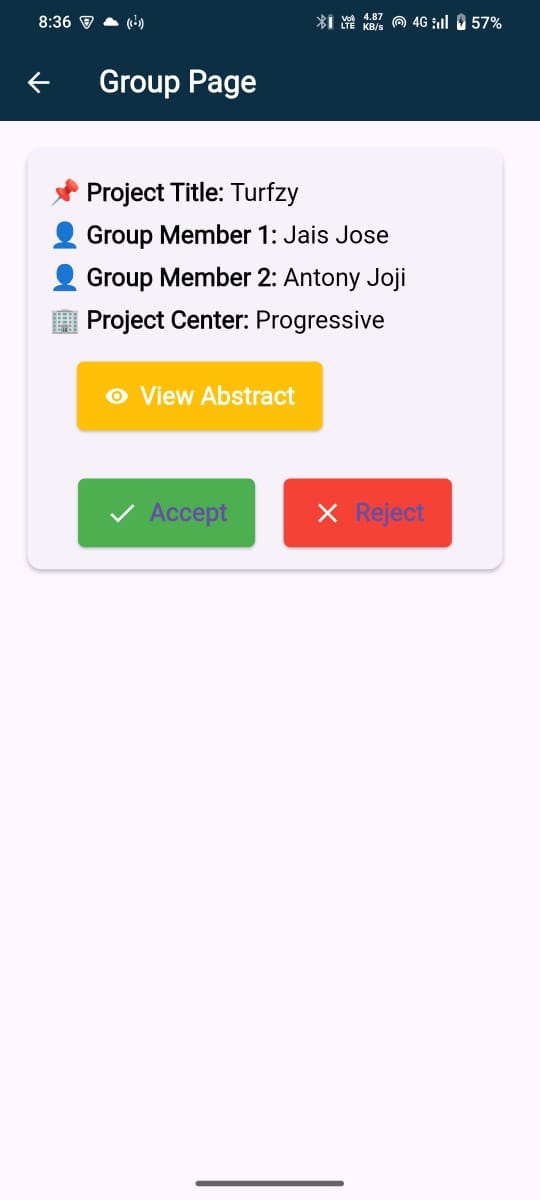 8:36 Vo) LTE 4.87 KB/s 4G 57%
Group Page
📌 Project Title: Turfzy
👤 Group Member 1: Jais Jose
👤 Group Member 2: Antony Joji
🏢 Project Center: Progressive
View Abstract
Accept Reject